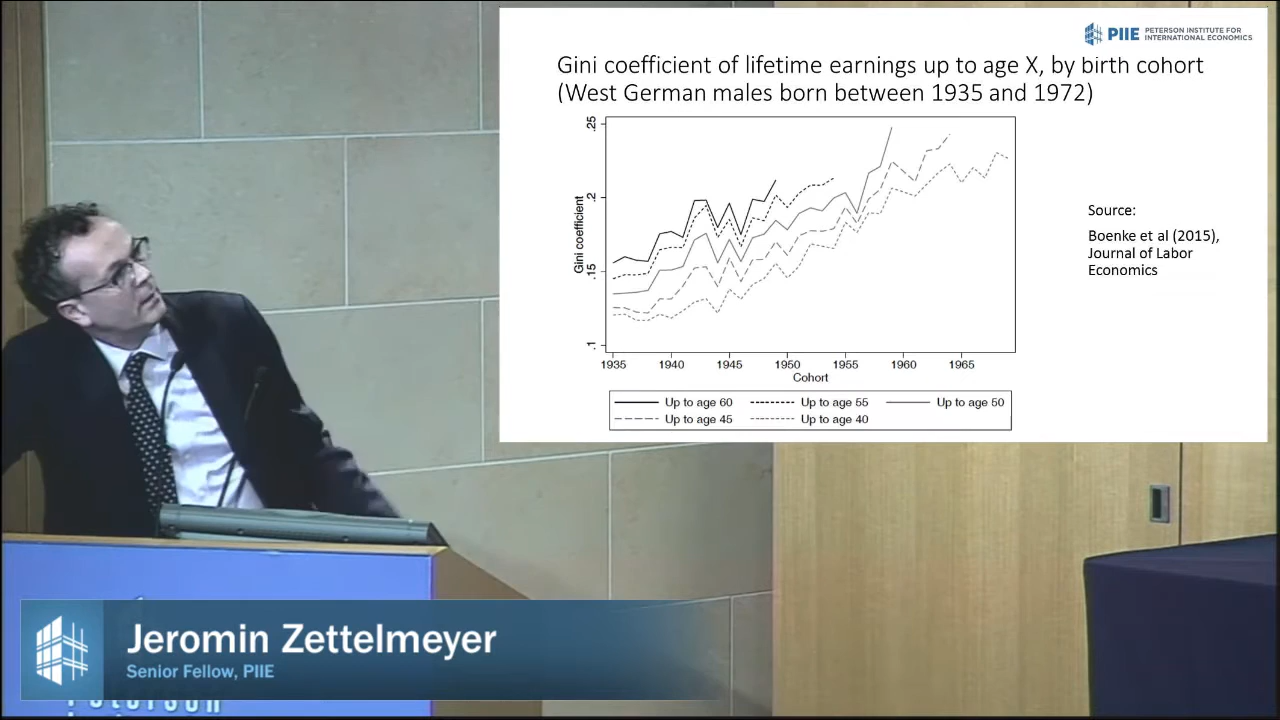 PIIE
PETERSON INSTITUTE FOR
INTERNATIONAL ECONOMICS
Gini coefficient of lifetime earnings up to age X, by birth cohort
(West German males born between 1935 and 1972)
.25
.2
.15
.1
Gini coefficient
1935 1940 1945 1950 1955 1960 1965
Cohort
Up to age 60 Up to age 55 Up to age 50
Up to age 45 Up to age 40
Source:
Boenke et al (2015),
Journal of Labor
Economics
Jeromin Zettelmeyer
Senior Fellow, PIIE
Peterson